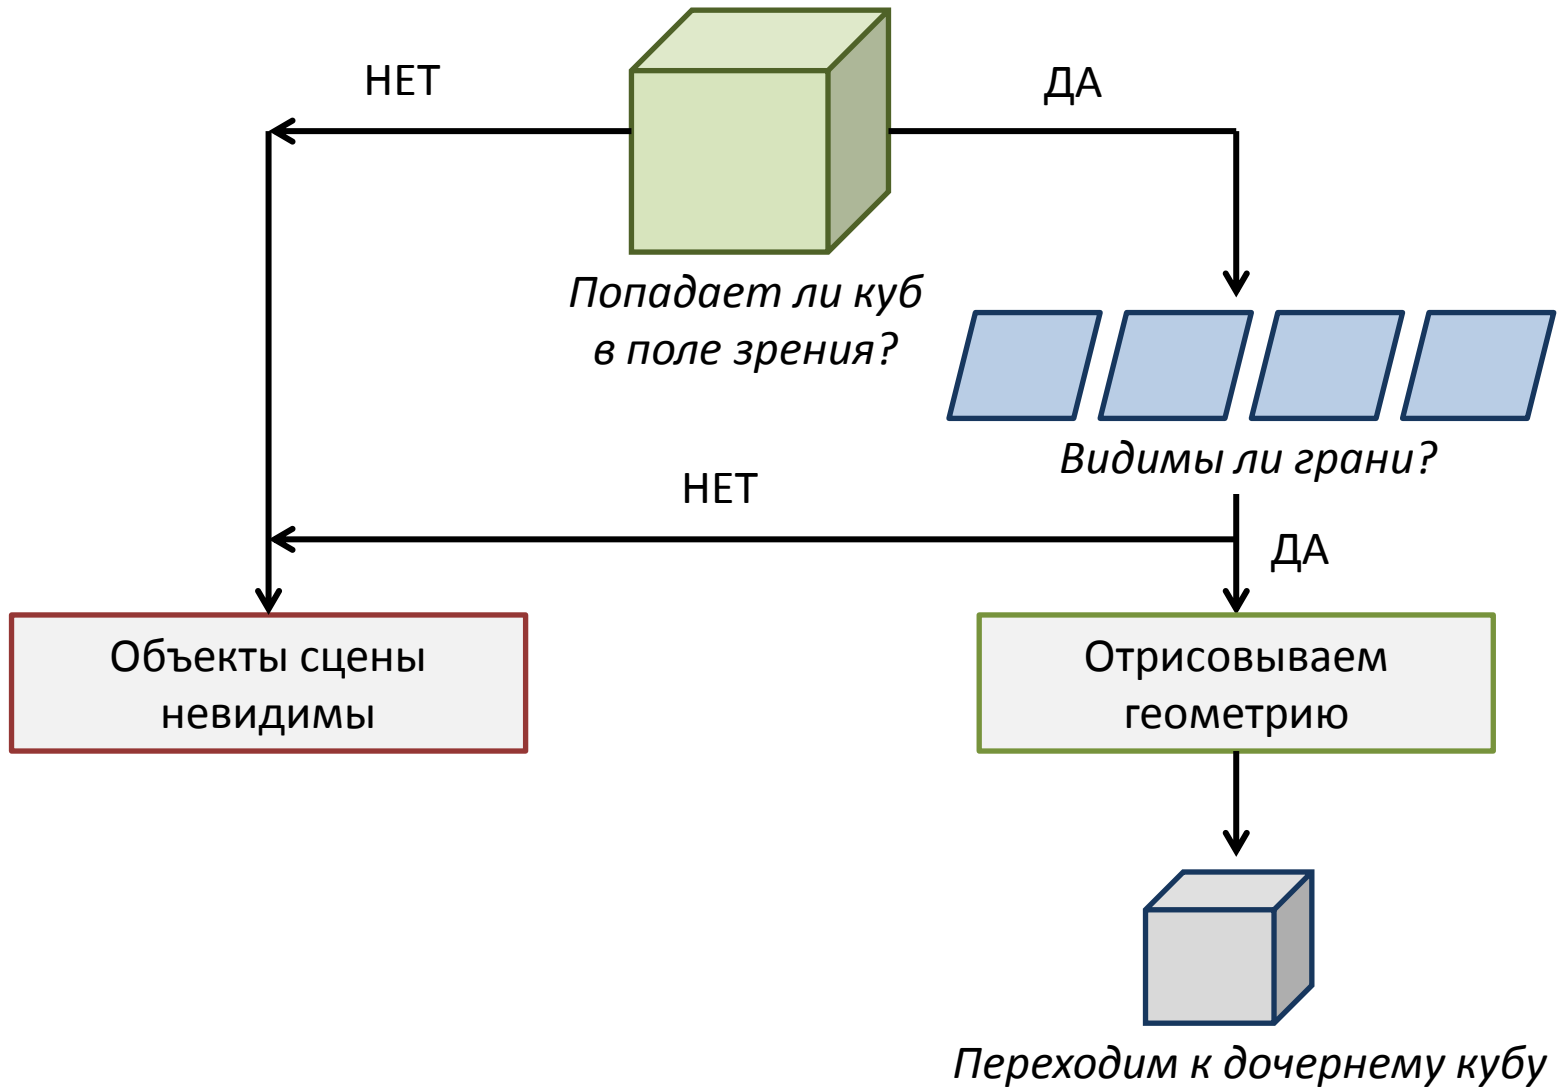 НЕТ
ДА
Попадает ли куб
в поле зрения?
Видимы ли грани?
НЕТ
ДА
Объекты сцены
невидимы
Отрисовываем
геометрию
Переходим к дочернему кубу